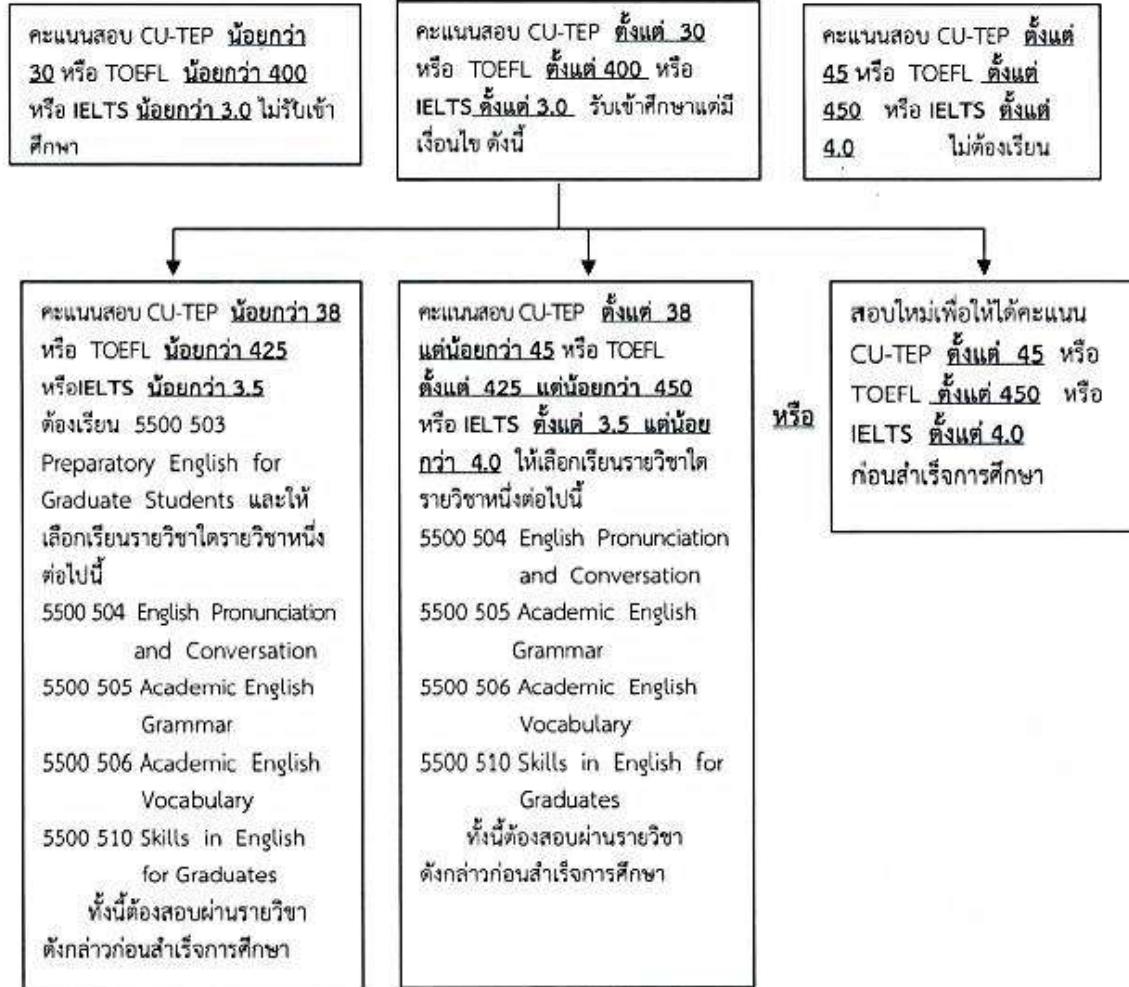 คะแนนสอบ CU-TEP น้อยกว่า
30 หรือ TOEFL น้อยกว่า 400
หรือ IELTS น้อยกว่า 3.0 ไม่รับเข้า
ศึกษา
คะแนนสอบ CU-TEP ตั้งแต่ 30
หรือ TOEFL ตั้งแต่ 400 หรือ
IELTS ตั้งแต่ 3.0 รับเข้าศึกษาแต่มี
เงื่อนไข ดังนี้
คะแนนสอบ CU-TEP ตั้งแต่
45 หรือ TOEFL ตั้งแต่
450 หรือ IELTS ตั้งแต่
4.0 ไม่ต้องเรียน
คะแนนสอบ CU-TEP น้อยกว่า 38
หรือ TOEFL น้อยกว่า 425
หรือIELTS น้อยกว่า 3.5
ต้องเรียน 5500 503
Preparatory English for
Graduate Students และให้
เลือกเรียนรายวิชาใดรายวิชาหนึ่ง
ต่อไปนี้
5500 504 English Pronunciation
and Conversation
5500 505 Academic English
Grammar
5500 506 Academic English
Vocabulary
5500 510 Skills in English
for Graduates
ทั้งนี้ต้องสอบผ่านรายวิชา
ดังกล่าวก่อนสำเร็จการศึกษา
คะแนนสอบ CU-TEP ตั้งแต่ 38
แต่น้อยกว่า 45 หรือ TOEFL
ตั้งแต่ 425 แต่น้อยกว่า 450
หรือ IELTS ตั้งแต่ 3.5 แต่น้อย
กว่า 4.0 ให้เลือกเรียนรายวิชาใด
รายวิชาหนึ่งต่อไปนี้
5500 504 English Pronunciation
and Conversation
5500 505 Academic English
Grammar
5500 506 Academic English
Vocabulary
5500 510 Skills in English for
Graduates
ทั้งนี้ต้องสอบผ่านรายวิชา
ดังกล่าวก่อนสำเร็จการศึกษา
หรือ
สอบใหม่เพื่อให้ได้คะแนน
CU-TEP ตั้งแต่ 45 หรือ
TOEFL ตั้งแต่ 450 หรือ
IELTS ตั้งแต่ 4.0
ก่อนสำเร็จการศึกษา